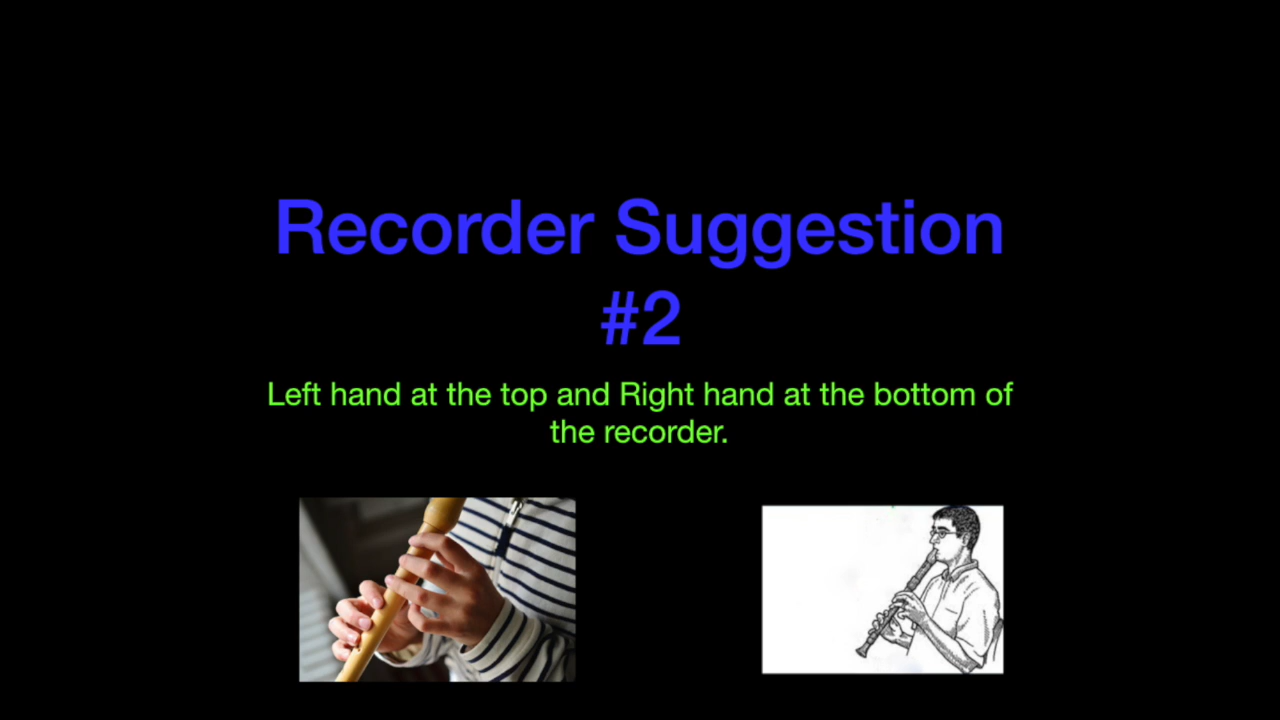 Recorder Suggestion
#2
Left hand at the top and Right hand at the bottom of
the recorder.